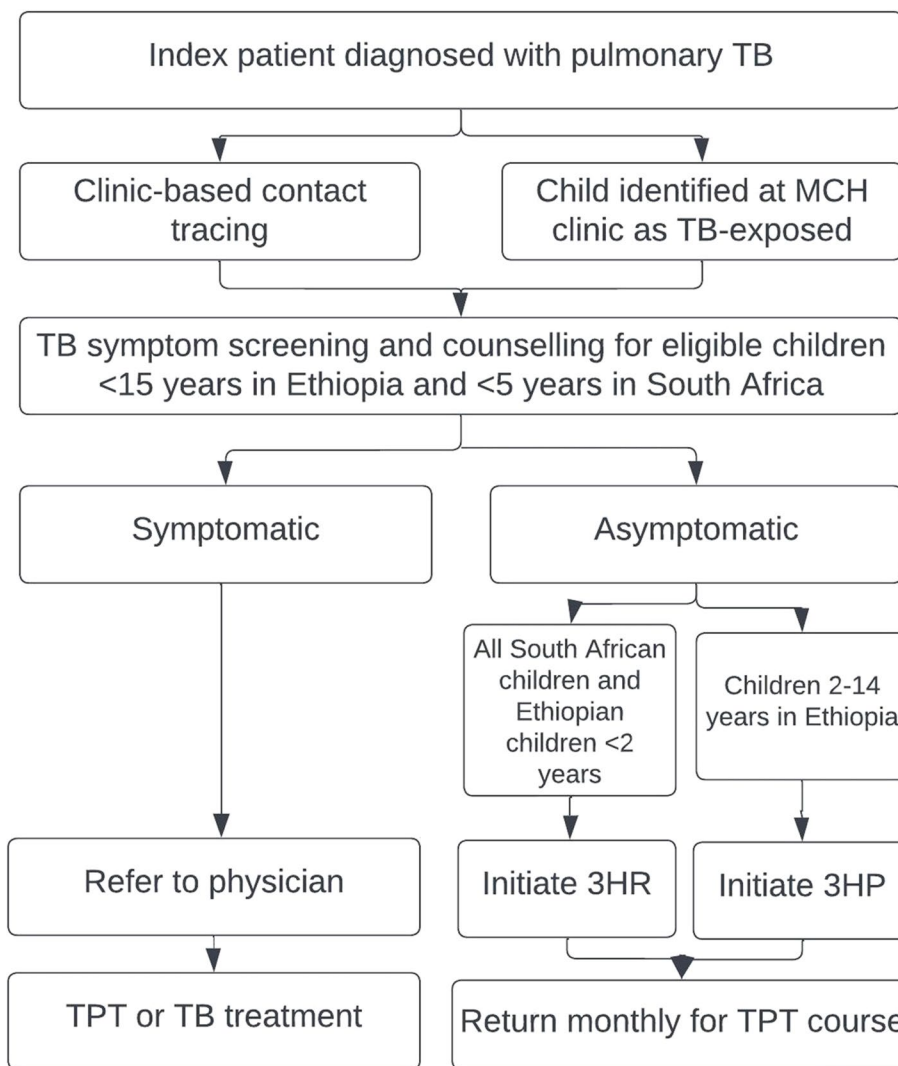 Index patient diagnosed with pulmonary TB
Clinic-based contact
tracing
Child identified at MCH
clinic as TB-exposed
TB symptom screening and counselling for eligible children
<15 years in Ethiopia and <5 years in South Africa
Symptomatic
Asymptomatic
All South African
children and
Ethiopian
children <2
years
Children 2-14
years in Ethiopia
Refer to physician
Initiate 3HR
Initiate 3HP
TPT or TB treatment
Return monthly for TPT course